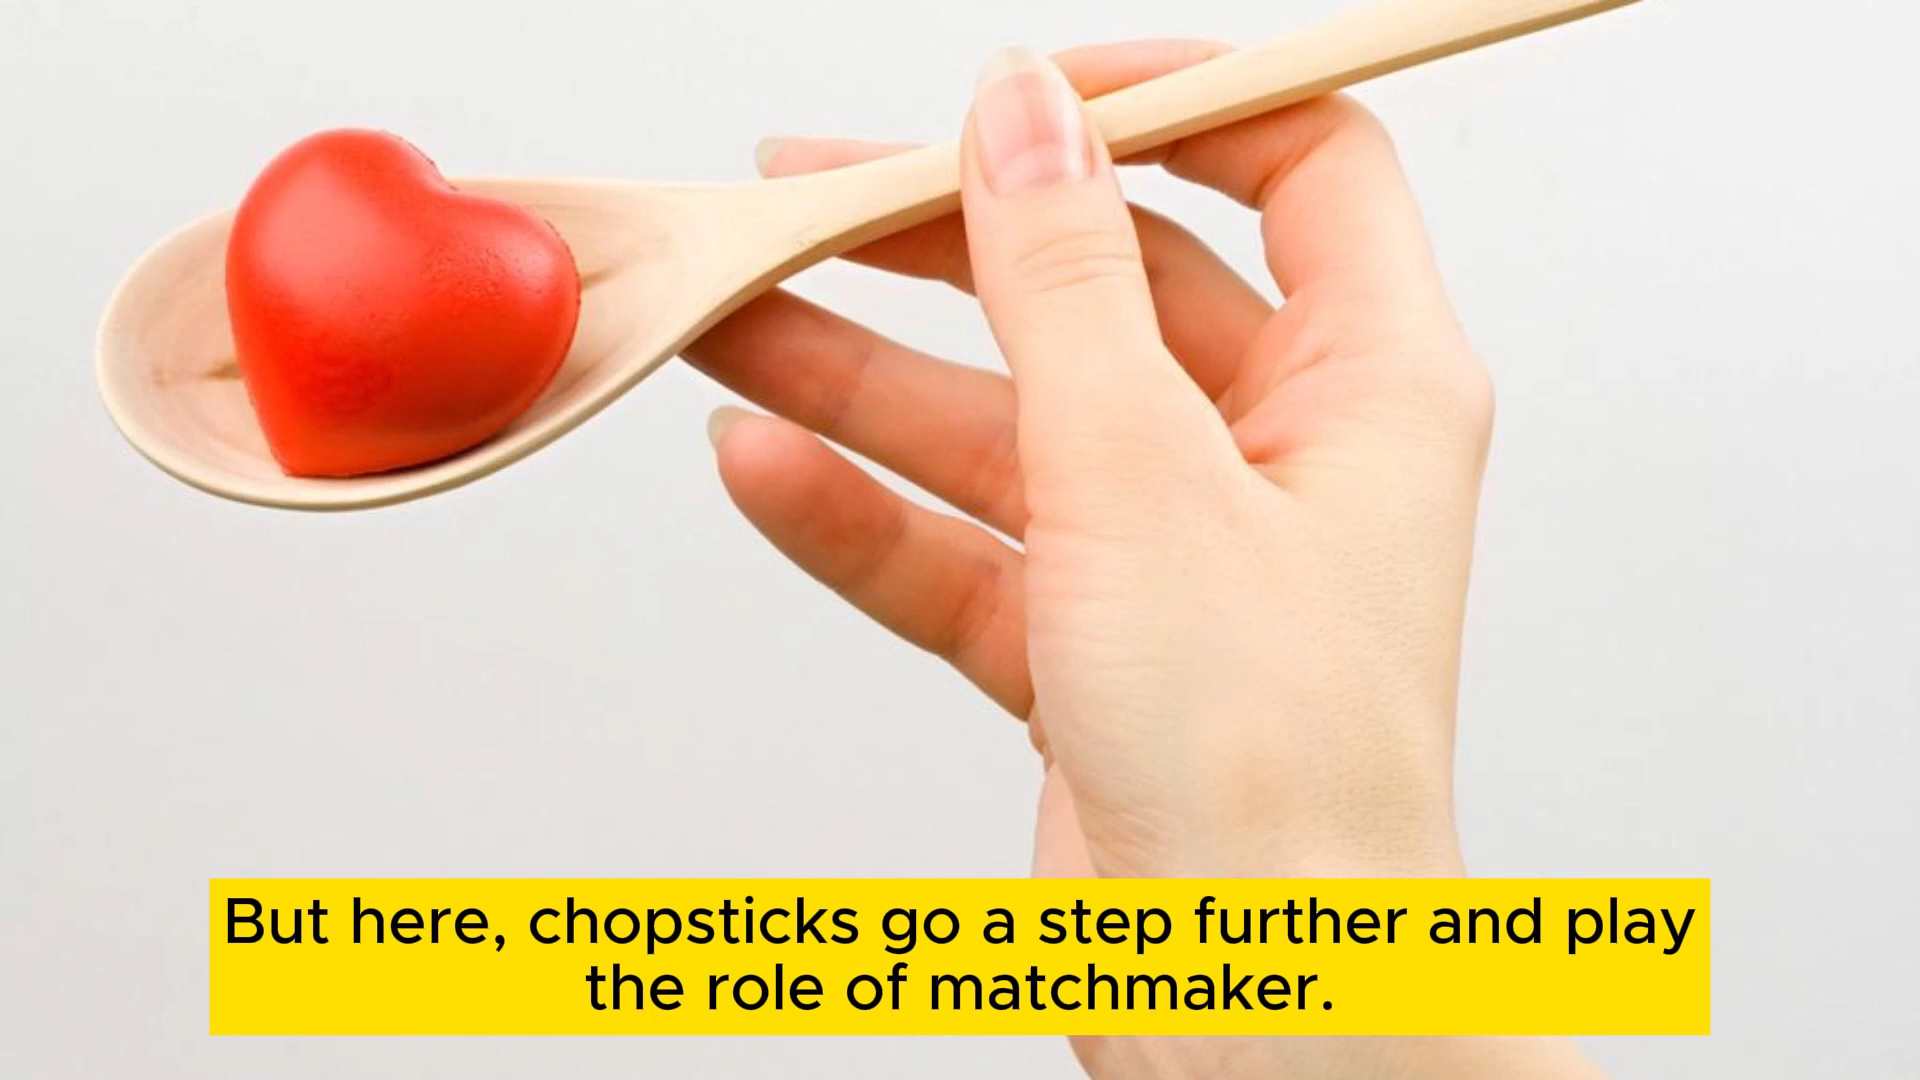 But here, chopsticks go a step further and play
the role of matchmaker.